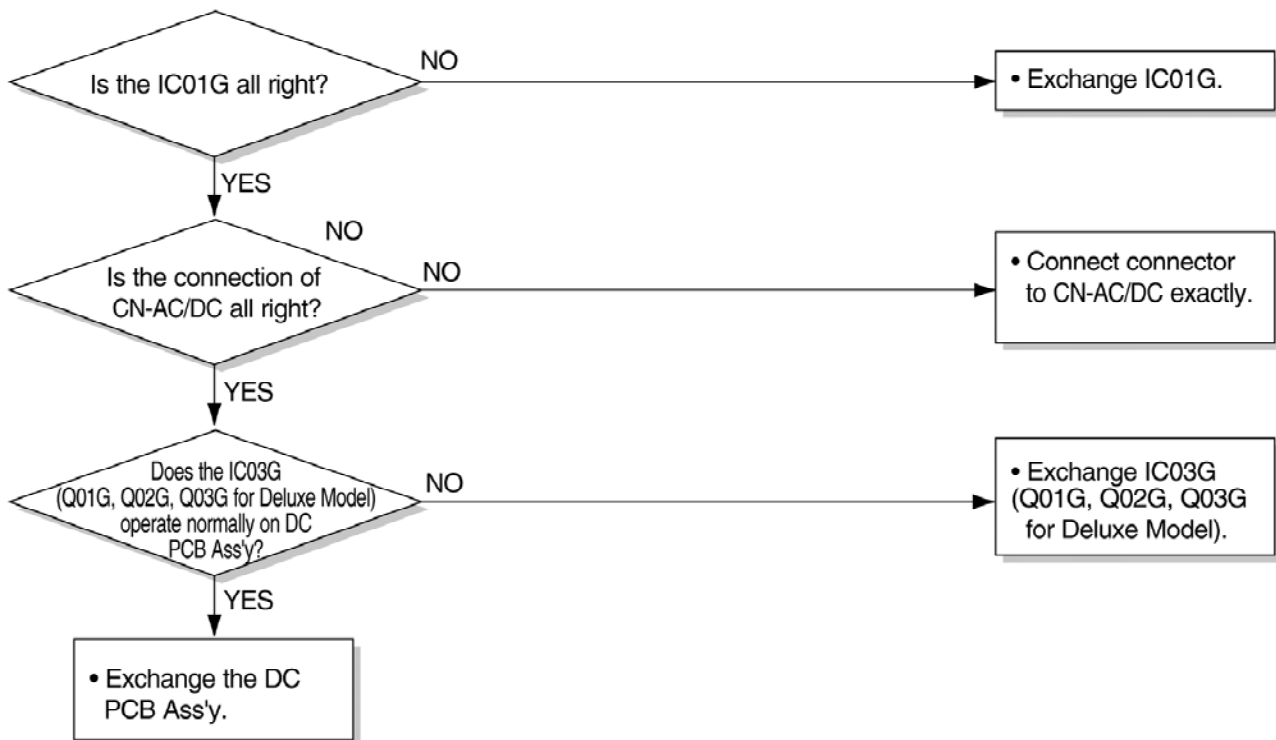 Is the IC01G all right?
NO
• Exchange IC01G.
YES
NO
Is the connection of
CN-AC/DC all right?
NO
• Connect connector
to CN-AC/DC exactly.
YES
Does the IC03G
(Q01G, Q02G, Q03G for Deluxe Model)
operate normally on DC
PCB Ass'y?
NO
• Exchange IC03G
(Q01G, Q02G, Q03G
for Deluxe Model).
YES
• Exchange the DC
PCB Ass'y.